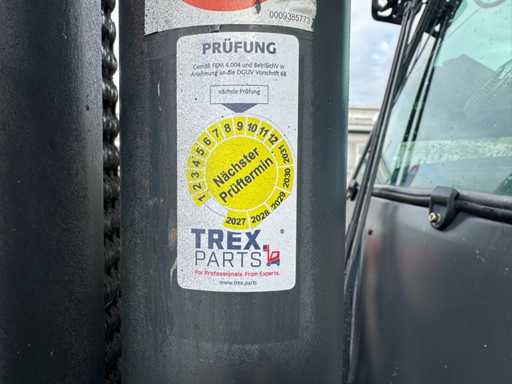 0009385773
PRÜFUNG
Gemäß FEM 4.004 und BetrSichV in
Anlehnung an die DGUV Vorschrift 68
nächste Prüfung
1 2 3 4 5 6 7 8 9 10 11 12
2031 2030 2029 2028 2027
Nächster
Prüftermin
TREX
PARTS
®
For Professionals. From Experts.
www.trex.parts